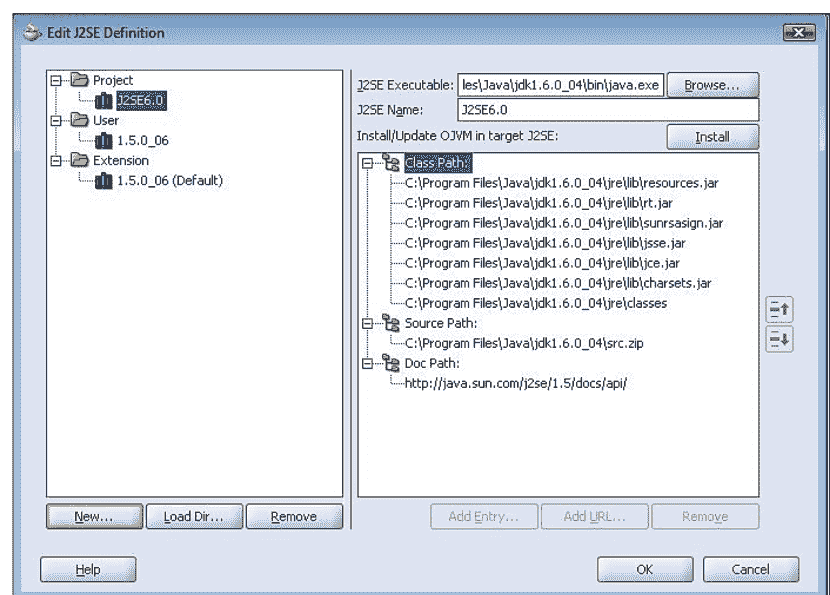 Edit J2SE Definition
Project
J2SE6.0
User
1.5.0_06
Extension
1.5.0_06 (Default)
New...
Load Dir...
Remove
J2SE Executable: les\Java\jdk1.6.0_04\bin\java.exe Browse...
J2SE Name: J2SE6.0
Install/Update OJVM in target J2SE: Install
Class Path:
C:\Program Files\Java\jdk1.6.0_04\jre\lib\resources.jar
C:\Program Files\Java\jdk1.6.0_04\jre\lib\rt.jar
C:\Program Files\Java\jdk1.6.0_04\jre\lib\sunrsasign.jar
C:\Program Files\Java\jdk1.6.0_04\jre\lib\jsse.jar
C:\Program Files\Java\jdk1.6.0_04\jre\lib\jce.jar
C:\Program Files\Java\jdk1.6.0_04\jre\lib\charsets.jar
C:\Program Files\Java\jdk1.6.0_04\jre\classes
Source Path:
C:\Program Files\Java\jdk1.6.0_04\src.zip
Doc Path:
http://java.sun.com/j2se/1.5/docs/api/
Add Entry...
Add URL...
Remove
Help
OK
Cancel